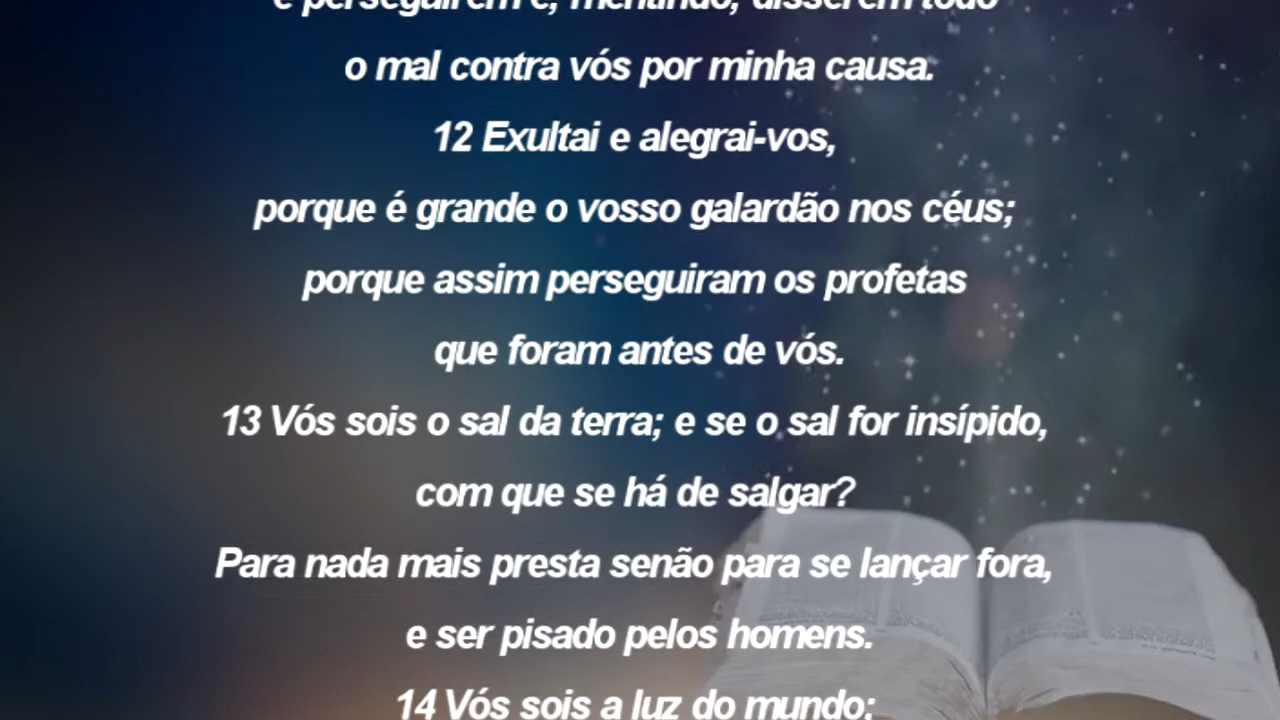 e perseguirem e, mentindo, disserem todo
o mal contra vós por minha causa.
12 Exultai e alegrai-vos,
porque é grande o vosso galardão nos céus;
porque assim perseguiram os profetas
que foram antes de vós.
13 Vós sois o sal da terra; e se o sal for insípido,
com que se há de salgar?
Para nada mais presta senão para se lançar fora,
e ser pisado pelos homens.
14 Vós sois a luz do mundo;